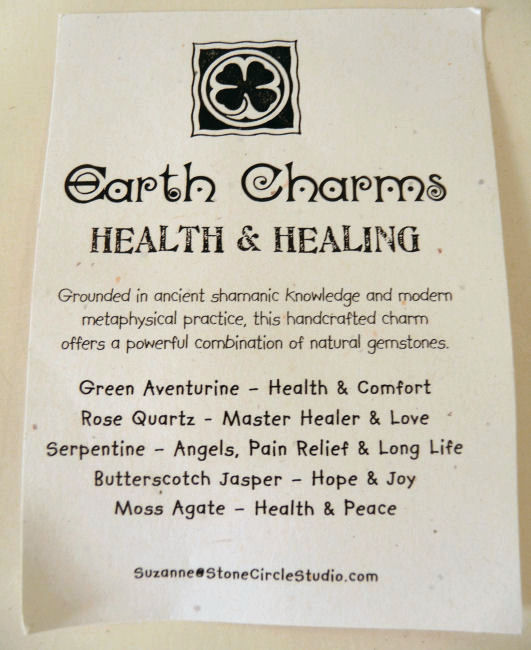 Earth Charms
HEALTH & HEALING
Grounded in ancient shamanic knowledge and modern
metaphysical practice, this handcrafted charm
offers a powerful combination of natural gemstones.
Green Aventurine – Health & Comfort
Rose Quartz – Master Healer & Love
Serpentine – Angels, Pain Relief & Long Life
Butterscotch Jasper – Hope & Joy
Moss Agate – Health & Peace
Suzanne@StoneCircleStudio.com